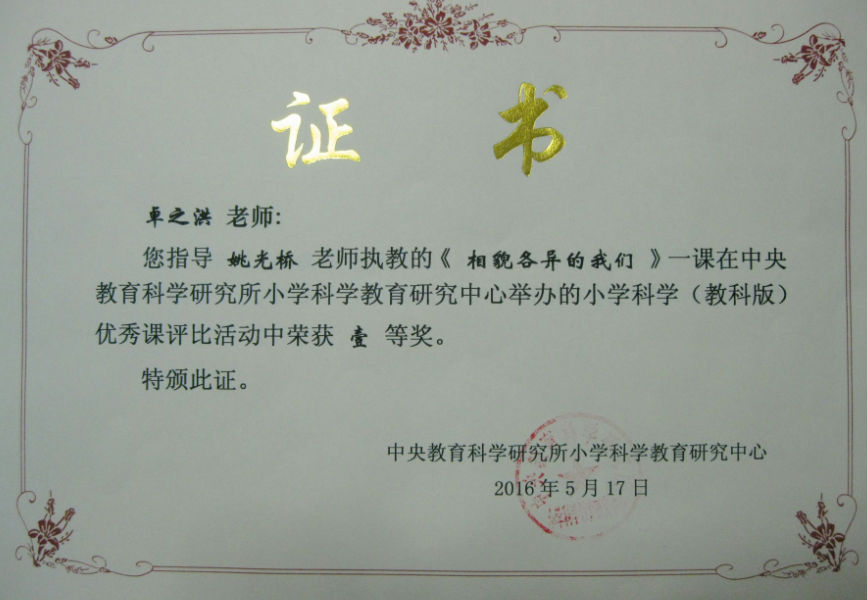 证书
卓之洪 老师:
您指导 姚光桥 老师执教的《 相貌各异的我们 》一课在中央
教育科学研究所小学科学教育研究中心举办的小学科学（教科版）
优秀课评比活动中荣获 壹 等奖。
特颁此证。
中央教育科学研究所小学科学教育研究中心
2016年5月17日